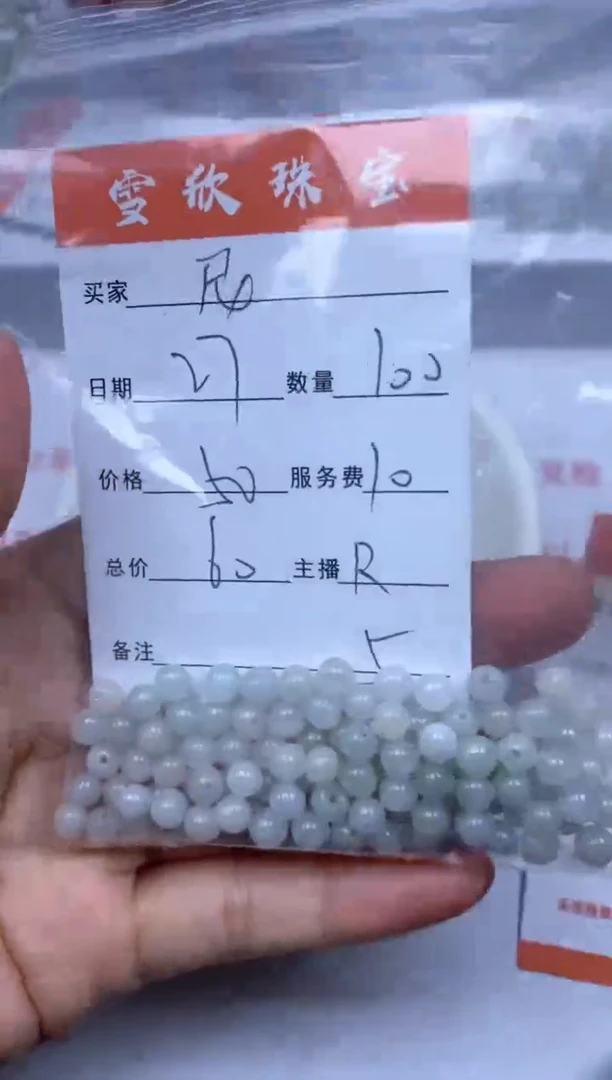 雪欣珠宝
买家
日期 27 数量 100
价格 50 服务费 10
总价 60 主播 R
备注